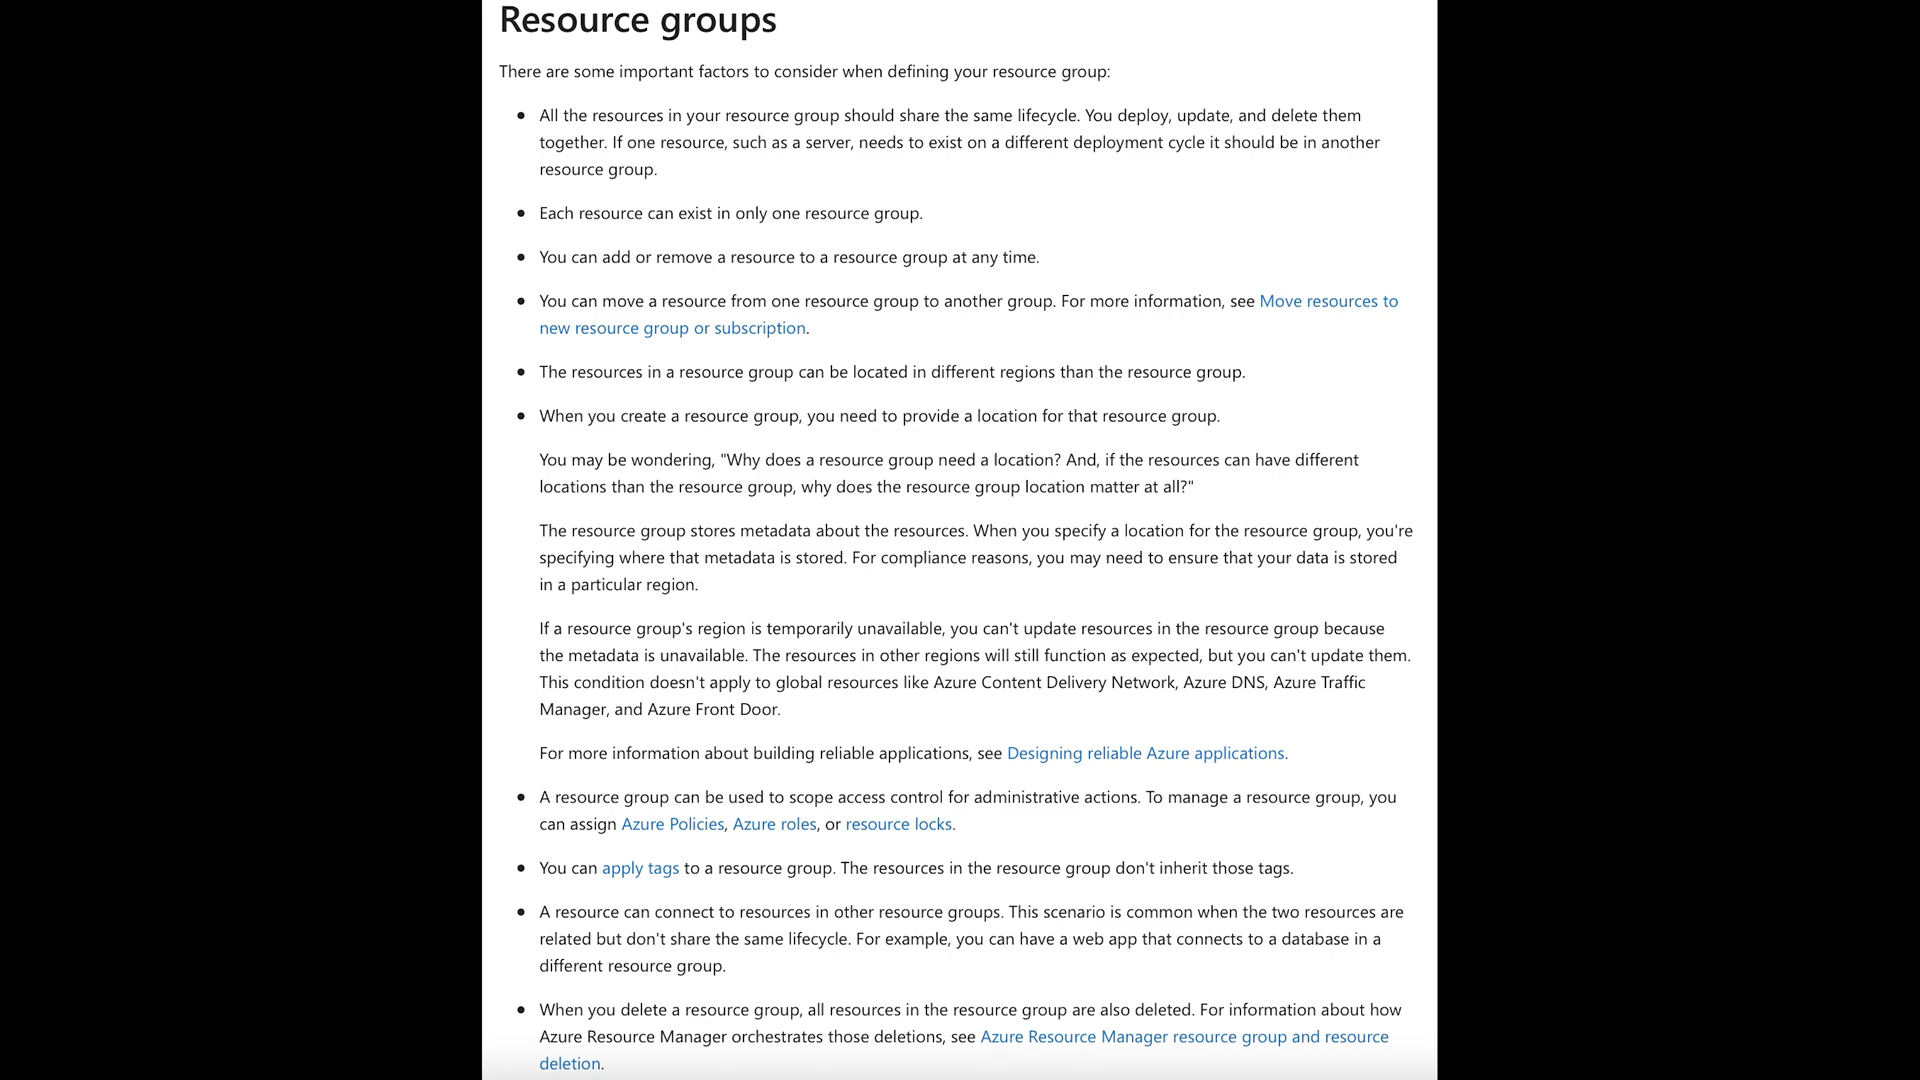 Resource groups
There are some important factors to consider when defining your resource group:
• All the resources in your resource group should share the same lifecycle. You deploy, update, and delete them
together. If one resource, such as a server, needs to exist on a different deployment cycle it should be in another
resource group.
• Each resource can exist in only one resource group.
• You can add or remove a resource to a resource group at any time.
• You can move a resource from one resource group to another group. For more information, see Move resources to
new resource group or subscription.
• The resources in a resource group can be located in different regions than the resource group.
• When you create a resource group, you need to provide a location for that resource group.
You may be wondering, "Why does a resource group need a location? And, if the resources can have different
locations than the resource group, why does the resource group location matter at all?"
The resource group stores metadata about the resources. When you specify a location for the resource group, you're
specifying where that metadata is stored. For compliance reasons, you may need to ensure that your data is stored
in a particular region.
If a resource group's region is temporarily unavailable, you can't update resources in the resource group because
the metadata is unavailable. The resources in other regions will still function as expected, but you can't update them.
This condition doesn't apply to global resources like Azure Content Delivery Network, Azure DNS, Azure Traffic
Manager, and Azure Front Door.
For more information about building reliable applications, see Designing reliable Azure applications.
• A resource group can be used to scope access control for administrative actions. To manage a resource group, you
can assign Azure Policies, Azure roles, or resource locks.
• You can apply tags to a resource group. The resources in the resource group don't inherit those tags.
• A resource can connect to resources in other resource groups. This scenario is common when the two resources are
related but don't share the same lifecycle. For example, you can have a web app that connects to a database in a
different resource group.
• When you delete a resource group, all resources in the resource group are also deleted. For information about how
Azure Resource Manager orchestrates those deletions, see Azure Resource Manager resource group and resource
deletion.